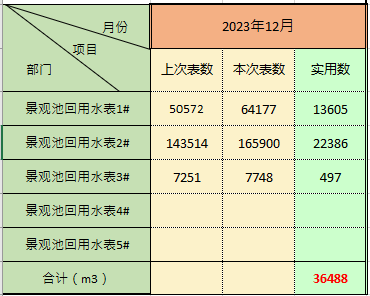 月份
项目
部门
2023年12月
上次表数 本次表数 实用数
景观池回用水表1# 50572 64177 13605
景观池回用水表2# 143514 165900 22386
景观池回用水表3# 7251 7748 497
景观池回用水表4#
景观池回用水表5#
合计（m3） 36488